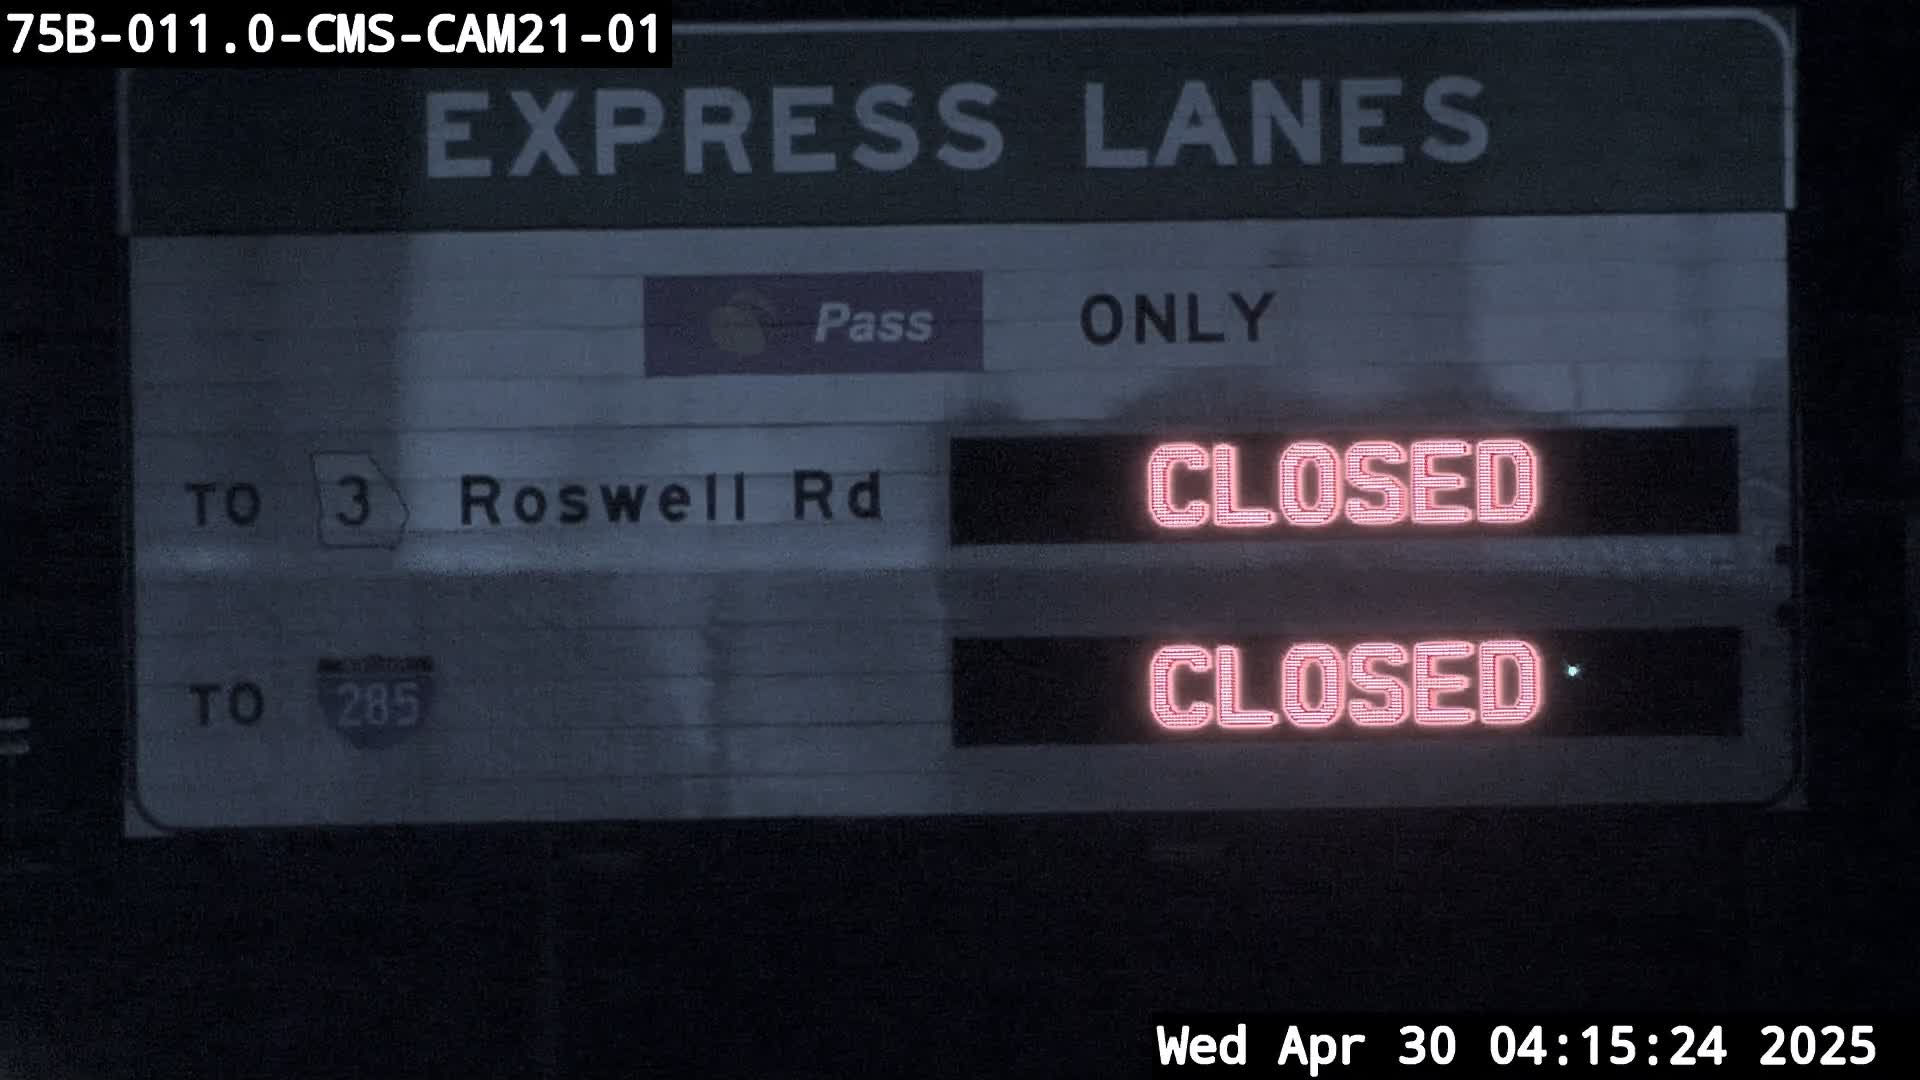 75B-011.0-CMS-CAM21-01
EXPRESS LANES
Pass ONLY
TO 3 Roswell Rd CLOSED
TO 285 CLOSED
Wed Apr 30 04:15:24 2025